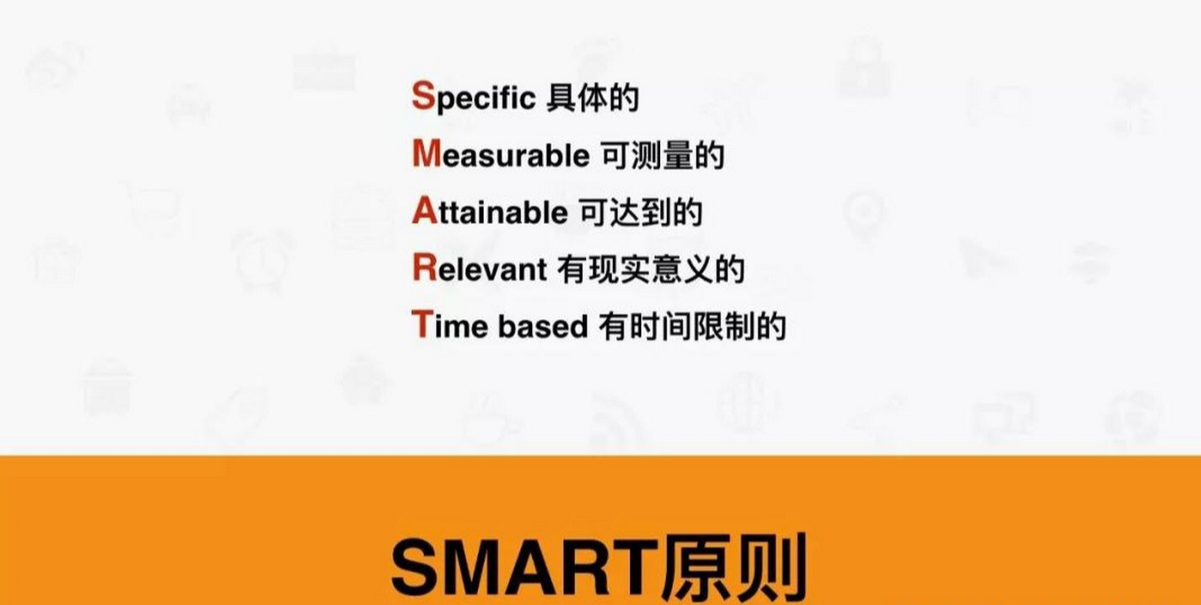 Specific 具体的
Measurable 可测量的
Attainable 可达到的
Relevant 有现实意义的
Time based 有时间限制的
SMART原则